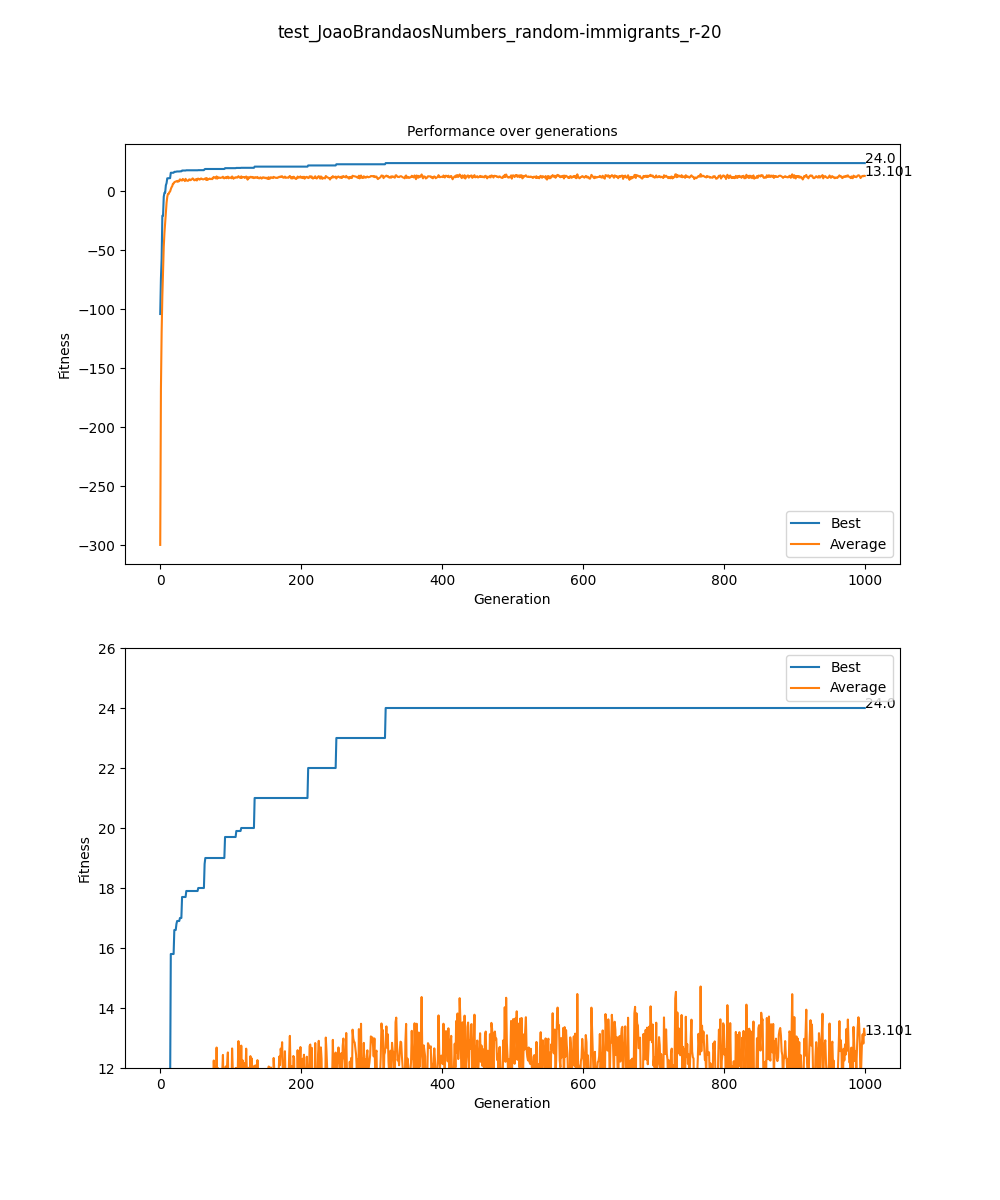 test_JoaoBrandaosNumbers_random-immigrants_r-20
Performance over generations
24.0
13.101
0
−50
−100
−150
−200
−250
−300
Fitness
Best
Average
0 200 400 600 800 1000
Generation
26
24
22
20
18
16
14
12
Fitness
Best
Average
24.0
13.101
0 200 400 600 800 1000
Generation